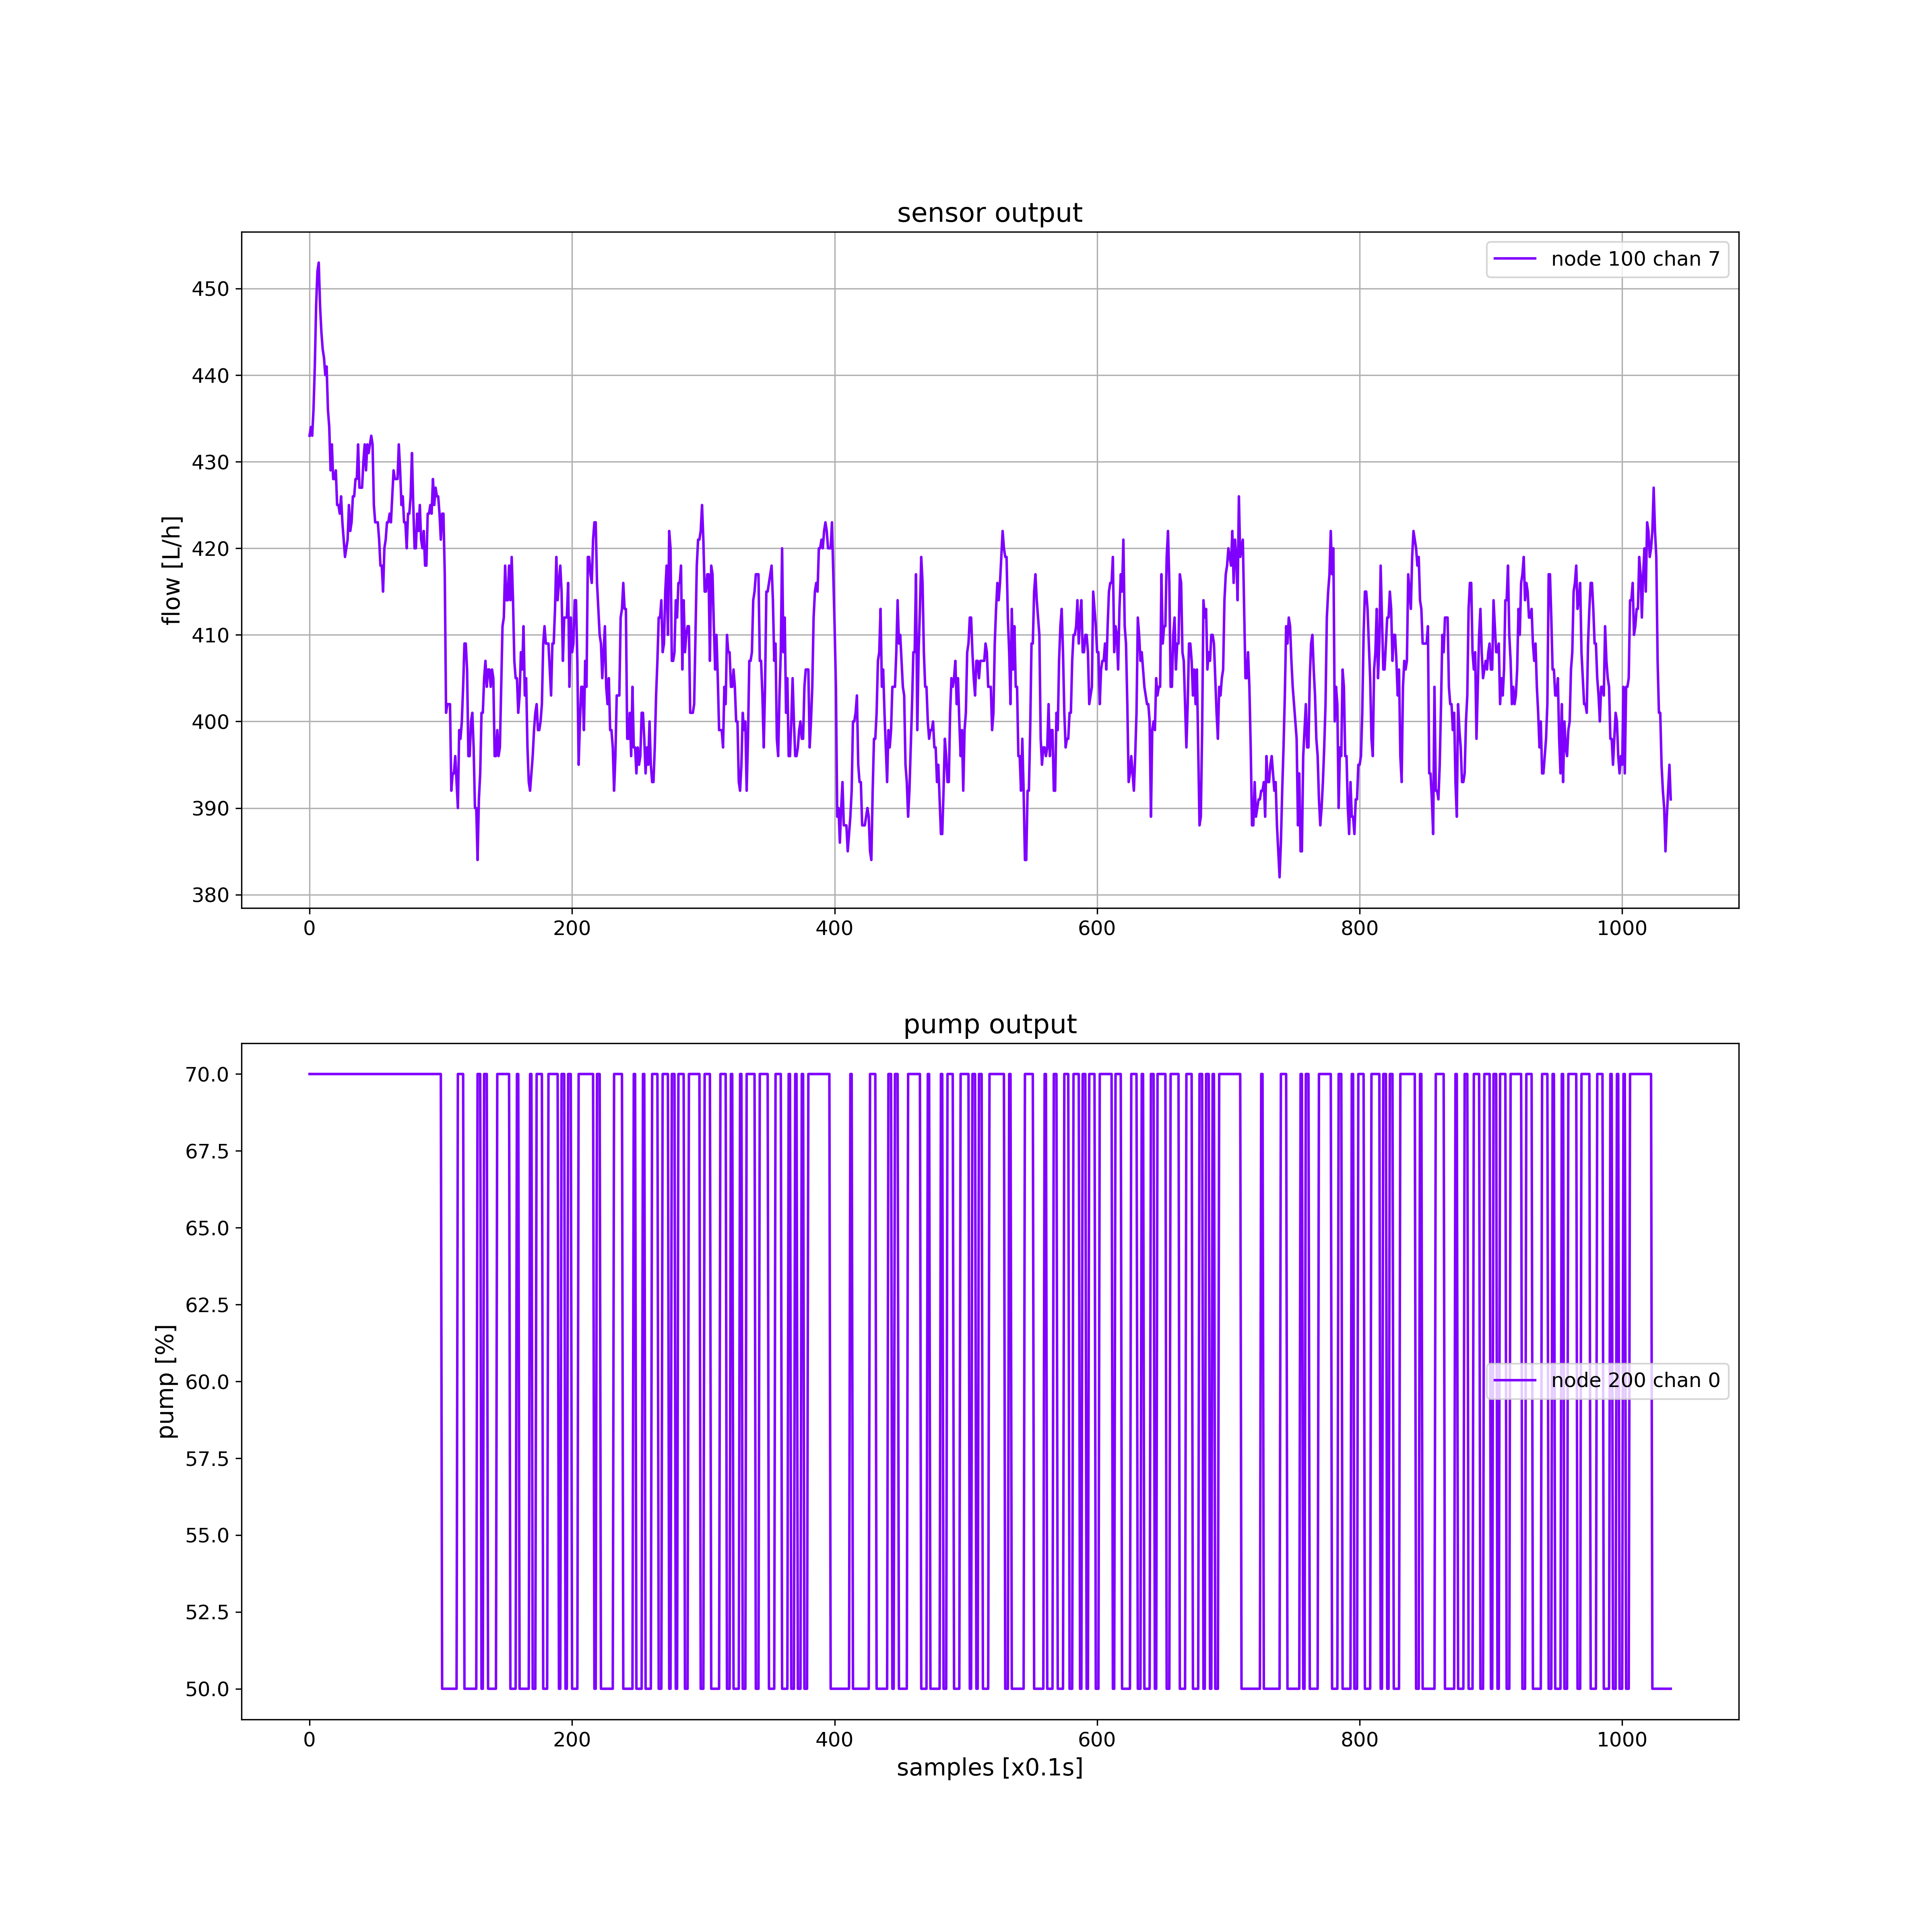 sensor output
node 100 chan 7
450
440
430
420
410
400
390
380
flow [L/h]
0 200 400 600 800 1000
pump output
70.0
67.5
65.0
62.5
60.0
57.5
55.0
52.5
50.0
pump [%]
node 200 chan 0
0 200 400 600 800 1000
samples [x0.1s]